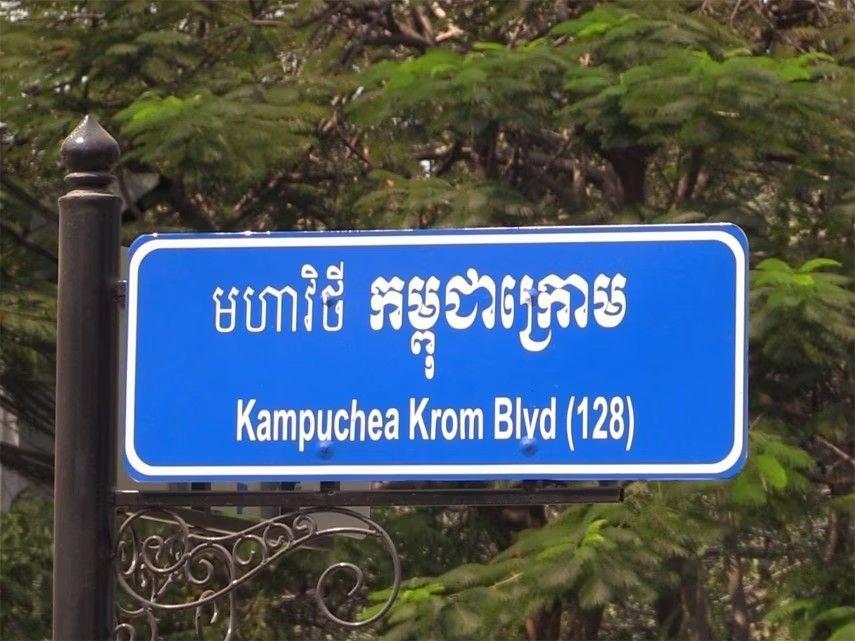 មហាវិថី កម្ពុជាក្រោម
Kampuchea Krom Blvd (128)